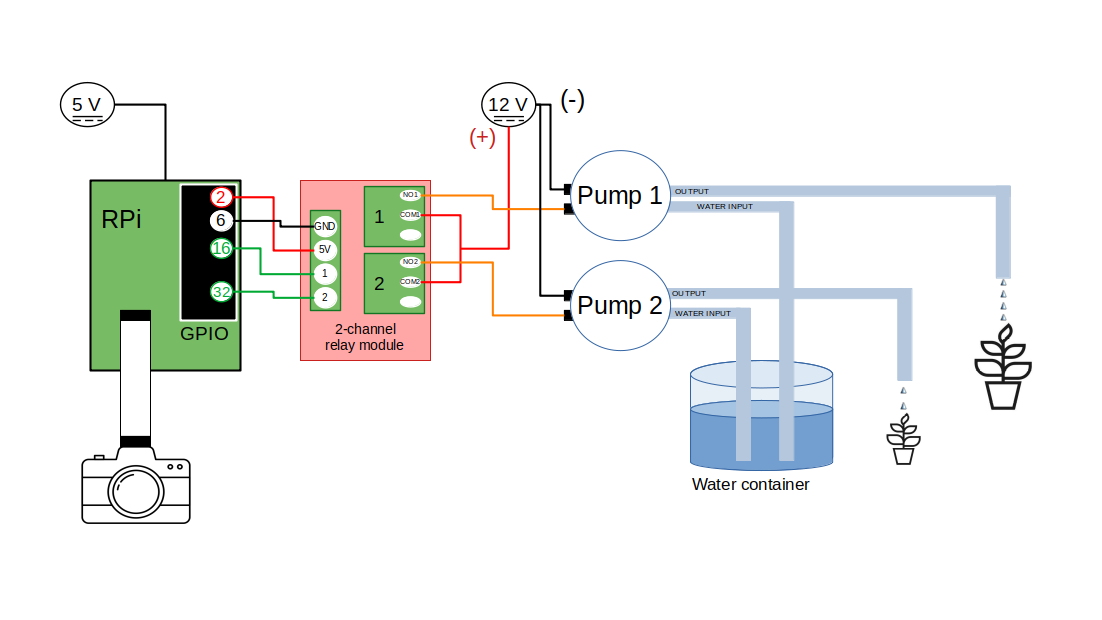 5 V
RPi
2
6
16
32
GPIO
GND
5V
1
2
1
NO1
COM1
2
NO2
COM2
2-channel
relay module
12 V
(-)
(+)
Pump 1
OUTPUT
WATER INPUT
Pump 2
OUTPUT
WATER INPUT
Water container